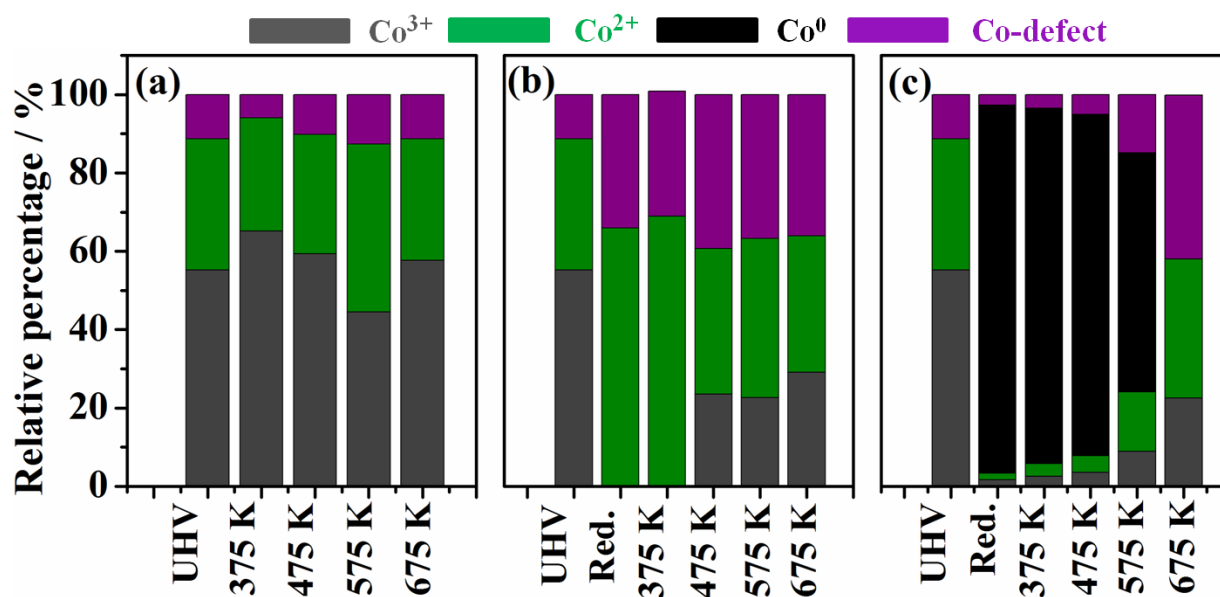 Co³⁺ Co²⁺ Co⁰ Co-defect
(a) (b) (c)
Relative percentage / %
100
80
60
40
20
0
UHV 375 K 475 K 575 K 675 K
UHV Red. 375 K 475 K 575 K 675 K
UHV Red. 375 K 475 K 575 K 675 K